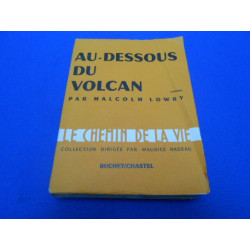 AU-DESSOUS
DU
VOLCAN
PAR MALCOLM LOWRY
LE CHEMIN DE LA VIE
COLLECTION DIRIGÉE PAR MAURICE NADEAU
BUCHET/CHASTEL